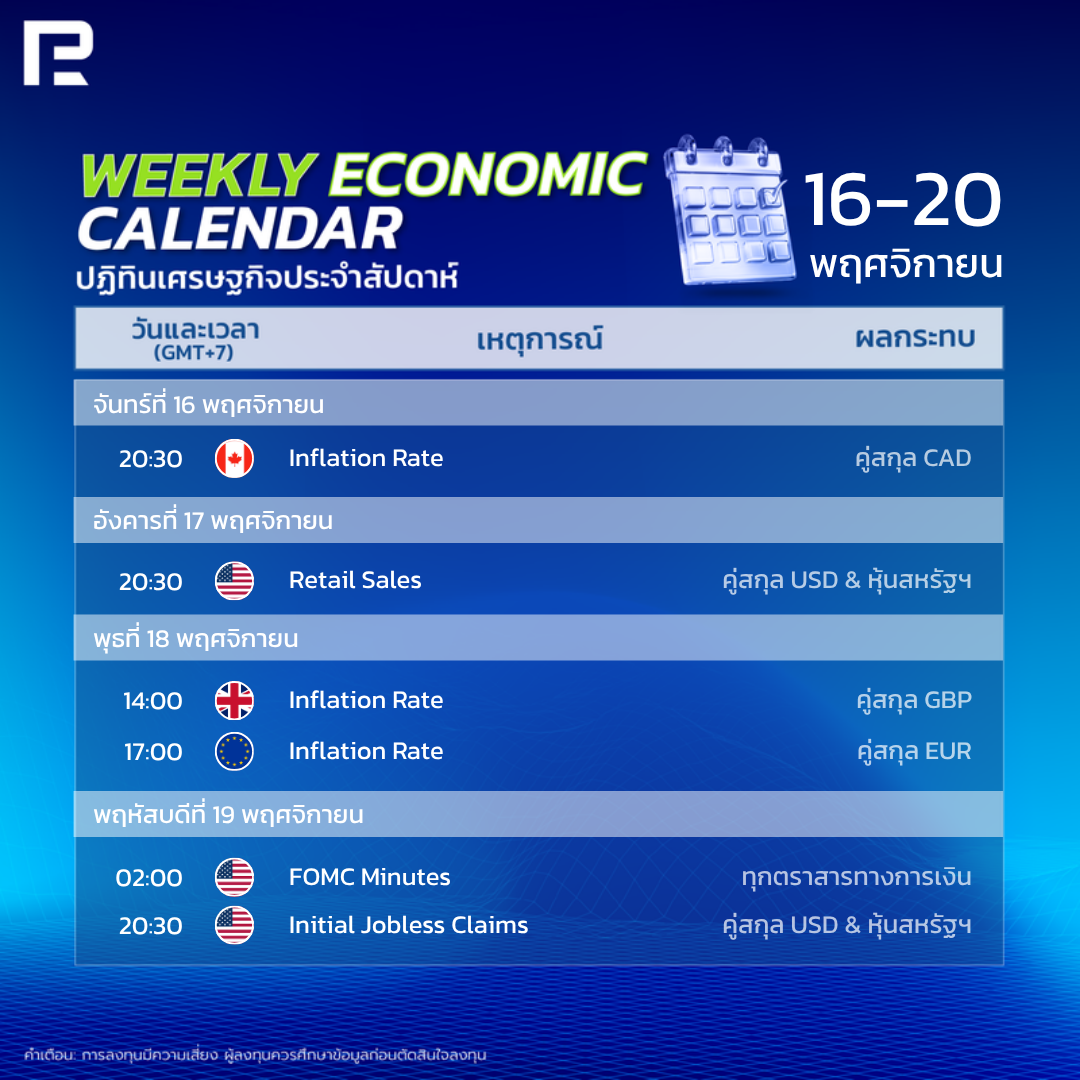 WEEKLY ECONOMIC
CALENDAR
ปฏิทินเศรษฐกิจประจำสัปดาห์
16-20
พฤศจิกายน
วันและเวลา
(GMT+7)
เหตุการณ์
ผลกระทบ
จันทร์ที่ 16 พฤศจิกายน
20:30 Inflation Rate คู่สกุล CAD
อังคารที่ 17 พฤศจิกายน
20:30 Retail Sales คู่สกุล USD & หุ้นสหรัฐฯ
พุธที่ 18 พฤศจิกายน
14:00 Inflation Rate คู่สกุล GBP
17:00 Inflation Rate คู่สกุล EUR
พฤหัสบดีที่ 19 พฤศจิกายน
02:00 FOMC Minutes ทุกตราสารทางการเงิน
20:30 Initial Jobless Claims คู่สกุล USD & หุ้นสหรัฐฯ
คำเตือน: การลงทุนมีความเสี่ยง ผู้ลงทุนควรศึกษาข้อมูลก่อนตัดสินใจลงทุน